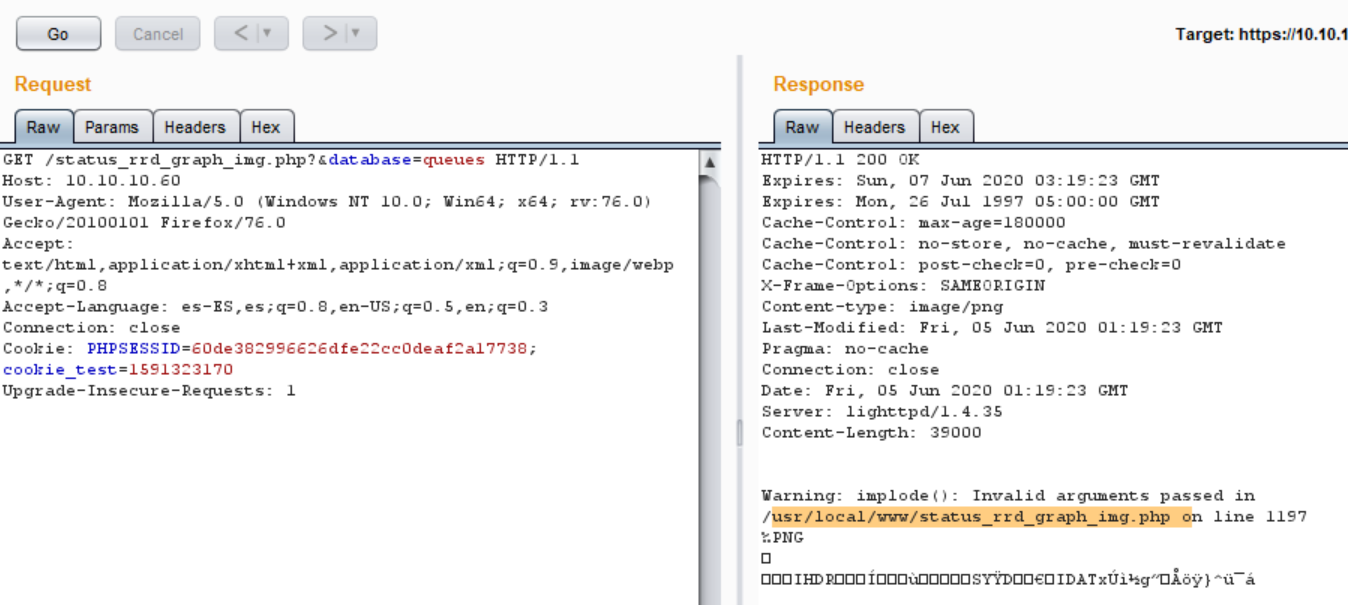 Go Cancel < >
Target: https://10.10.1
Request
Raw Params Headers Hex
GET /status_rrd_graph_img.php?&database=queues HTTP/1.1
Host: 10.10.10.60
User-Agent: Mozilla/5.0 (Windows NT 10.0; Win64; x64; rv:76.0)
Gecko/20100101 Firefox/76.0
Accept:
text/html,application/xhtml+xml,application/xml;q=0.9,image/webp
,*/*;q=0.8
Accept-Language: es-ES,es;q=0.8,en-US;q=0.5,en;q=0.3
Connection: close
Cookie: PHPSESSID=60de382996626dfe22cc0deaf2a17738;
cookie_test=1591323170
Upgrade-Insecure-Requests: 1
Response
Raw Headers Hex
HTTP/1.1 200 OK
Expires: Sun, 07 Jun 2020 03:19:23 GMT
Expires: Mon, 26 Jul 1997 05:00:00 GMT
Cache-Control: max-age=180000
Cache-Control: no-store, no-cache, must-revalidate
Cache-Control: post-check=0, pre-check=0
X-Frame-Options: SAMEORIGIN
Content-type: image/png
Last-Modified: Fri, 05 Jun 2020 01:19:23 GMT
Pragma: no-cache
Connection: close
Date: Fri, 05 Jun 2020 01:19:23 GMT
Server: lighttpd/1.4.35
Content-Length: 39000
Warning: implode(): Invalid arguments passed in
/usr/local/www/status_rrd_graph_img.php on line 1197
‰PNG
IHDR IDATx